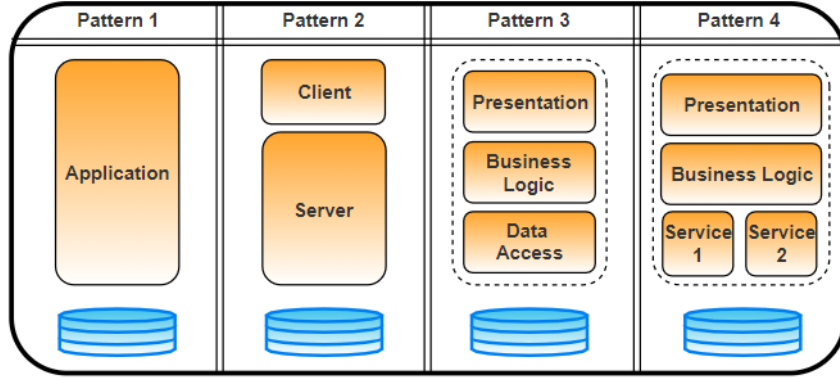 Pattern 1
Pattern 2
Pattern 3
Pattern 4
Application
Client
Server
Presentation
Business
Logic
Data
Access
Presentation
Business Logic
Service
1
Service
2